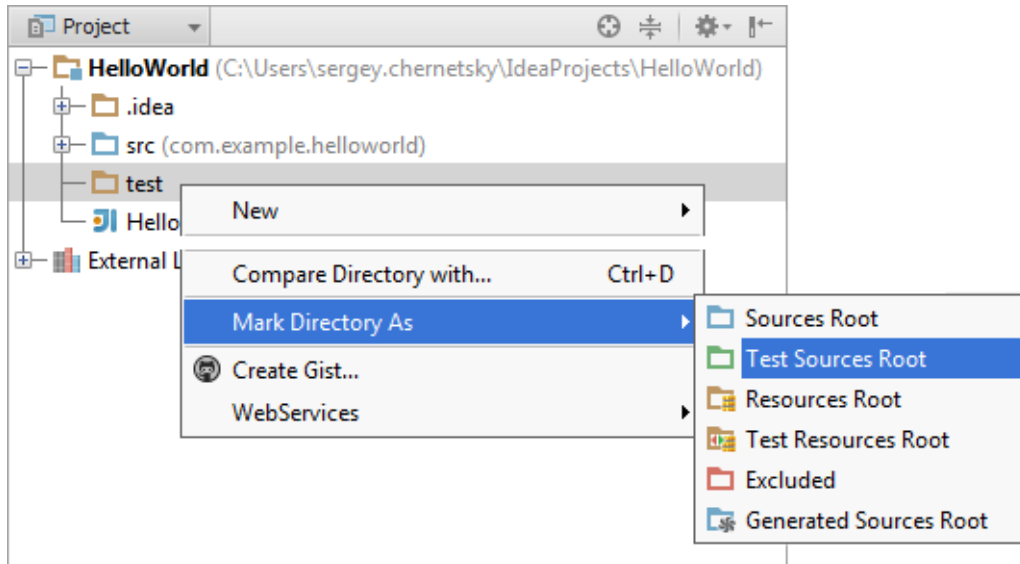 Project
HelloWorld (C:\Users\sergey.chernetsky\IdeaProjects\HelloWorld)
.idea
src (com.example.helloworld)
test
New
Hello
External L
Compare Directory with... Ctrl+D
Mark Directory As
Sources Root
Test Sources Root
Create Gist...
Resources Root
WebServices
Test Resources Root
Excluded
Generated Sources Root